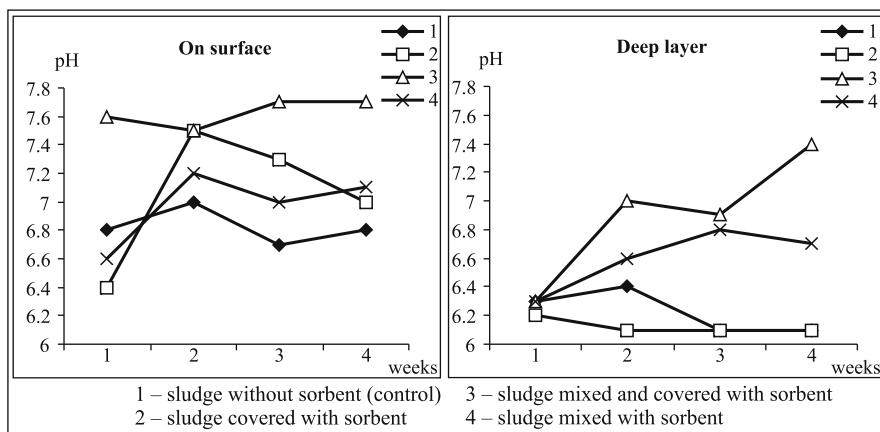 On surface
pH
1
2
3
4
7.8
7.6
7.4
7.2
7
6.8
6.6
6.4
6.2
6
1 2 3 4
weeks
Deep layer
pH
1
2
3
4
7.8
7.6
7.4
7.2
7
6.8
6.6
6.4
6.2
6
1 2 3 4
weeks
1 – sludge without sorbent (control)
2 – sludge covered with sorbent
3 – sludge mixed and covered with sorbent
4 – sludge mixed with sorbent